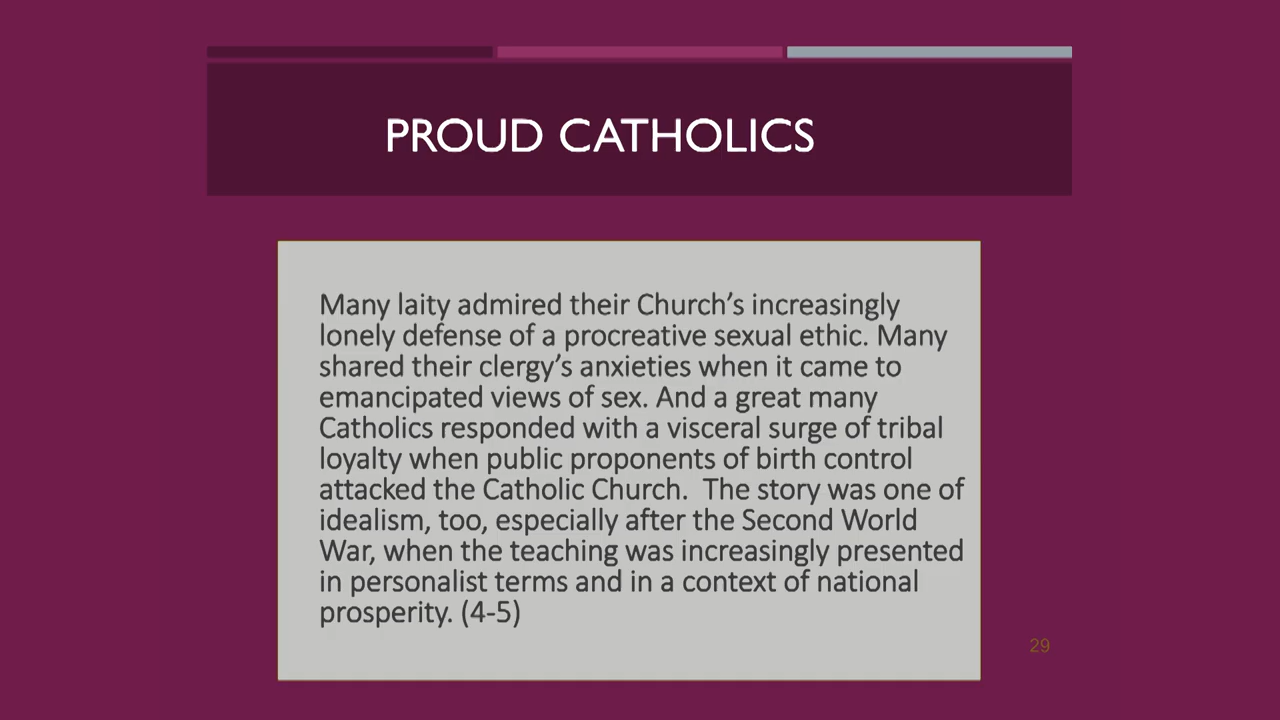 PROUD CATHOLICS
Many laity admired their Church’s increasingly
lonely defense of a procreative sexual ethic. Many
shared their clergy’s anxieties when it came to
emancipated views of sex. And a great many
Catholics responded with a visceral surge of tribal
loyalty when public proponents of birth control
attacked the Catholic Church.  The story was one of
idealism, too, especially after the Second World
War, when the teaching was increasingly presented
in personalist terms and in a context of national
prosperity. (4-5)
29